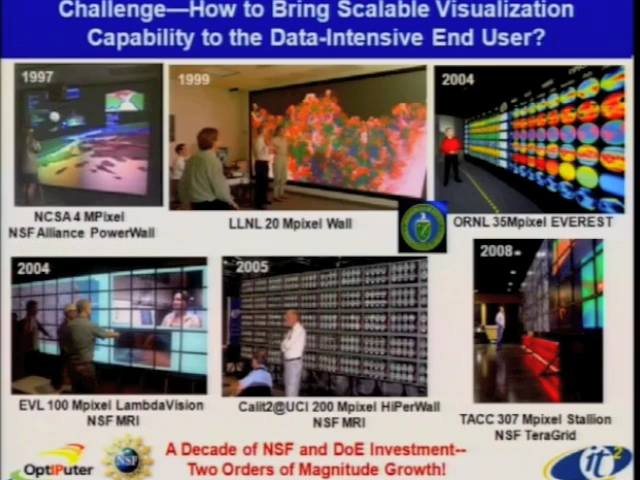 Challenge—How to Bring Scalable Visualization
Capability to the Data-Intensive End User?
1997
1999
2004
NCSA 4 MPixel
NSF Alliance PowerWall
LLNL 20 Mpixel Wall
ORNL 35Mpixel EVEREST
2004
2005
2008
EVL 100 Mpixel LambdaVision
NSF MRI
Calit2@UCI 200 Mpixel HiPerWall
NSF MRI
TACC 307 Mpixel Stallion
NSF TeraGrid
OptIPuter
NSF
A Decade of NSF and DoE Investment--
Two Orders of Magnitude Growth!
it2